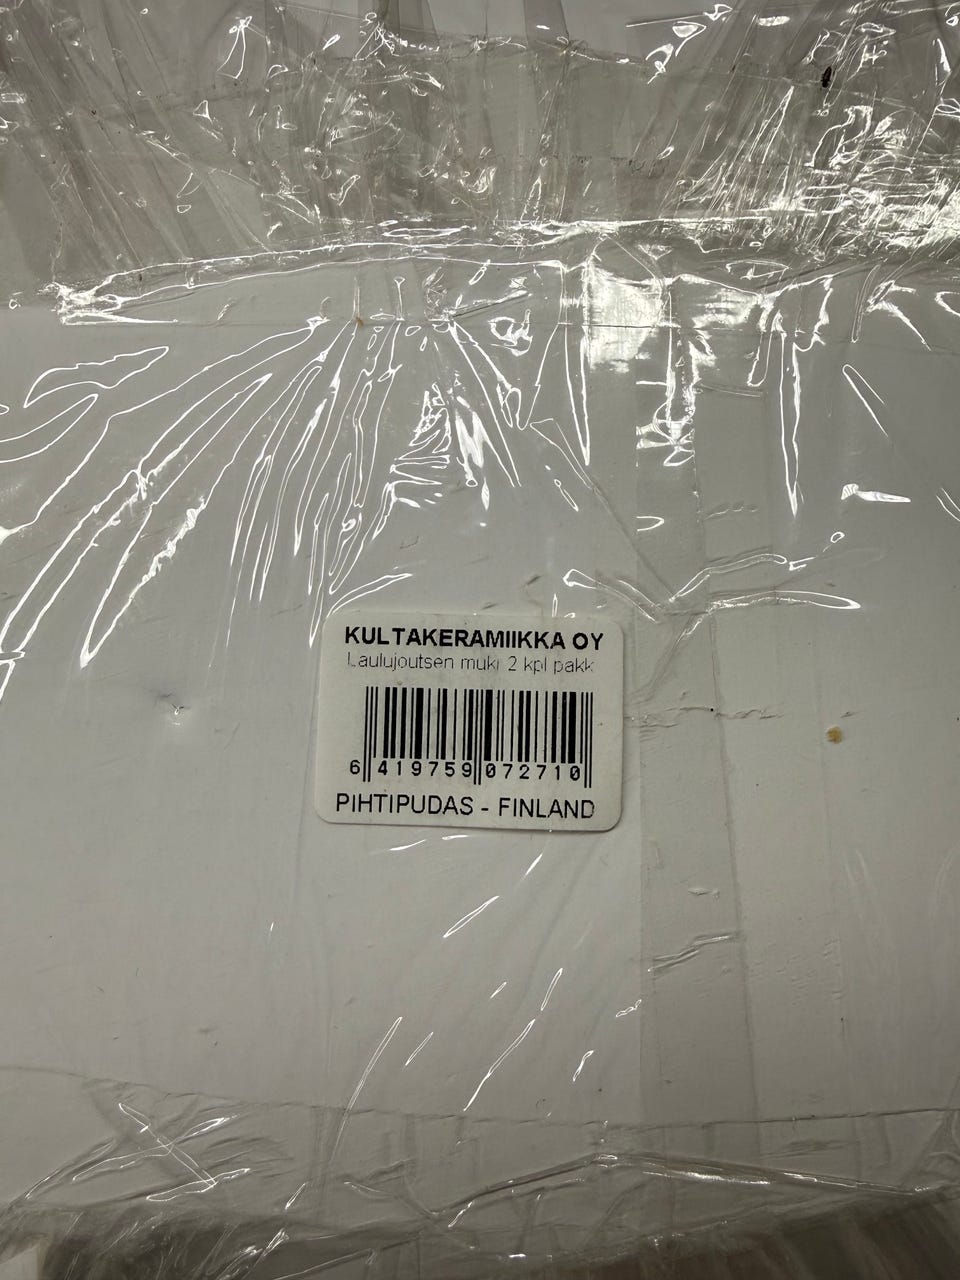 KULTAKERAMIIKKA OY
Laulujoutsen muki 2 kpl pakk
6 419759 072710
PIHTIPUDAS - FINLAND